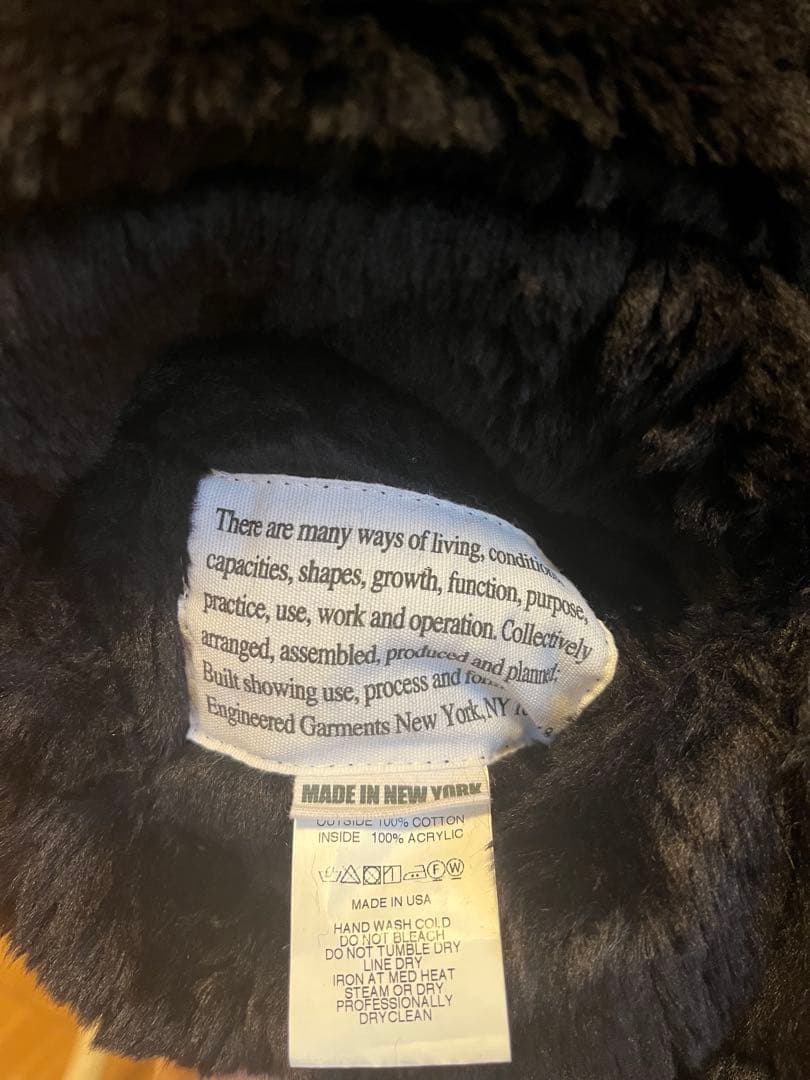 There are many ways of living,
capacities, shapes, growth, function, purpose,
practice, use, work and operation. Collectively
arranged, assembled, produced and planned;
Built showing use, process and
Engineered Garments New York, NY
MADE IN NEW YORK
OUTSIDE 100% COTTON
INSIDE 100% ACRYLIC
F W
MADE IN USA
HAND WASH COLD
DO NOT BLEACH
DO NOT TUMBLE DRY
LINE DRY
IRON AT MED HEAT
STEAM OR DRY
PROFESSIONALLY
DRYCLEAN